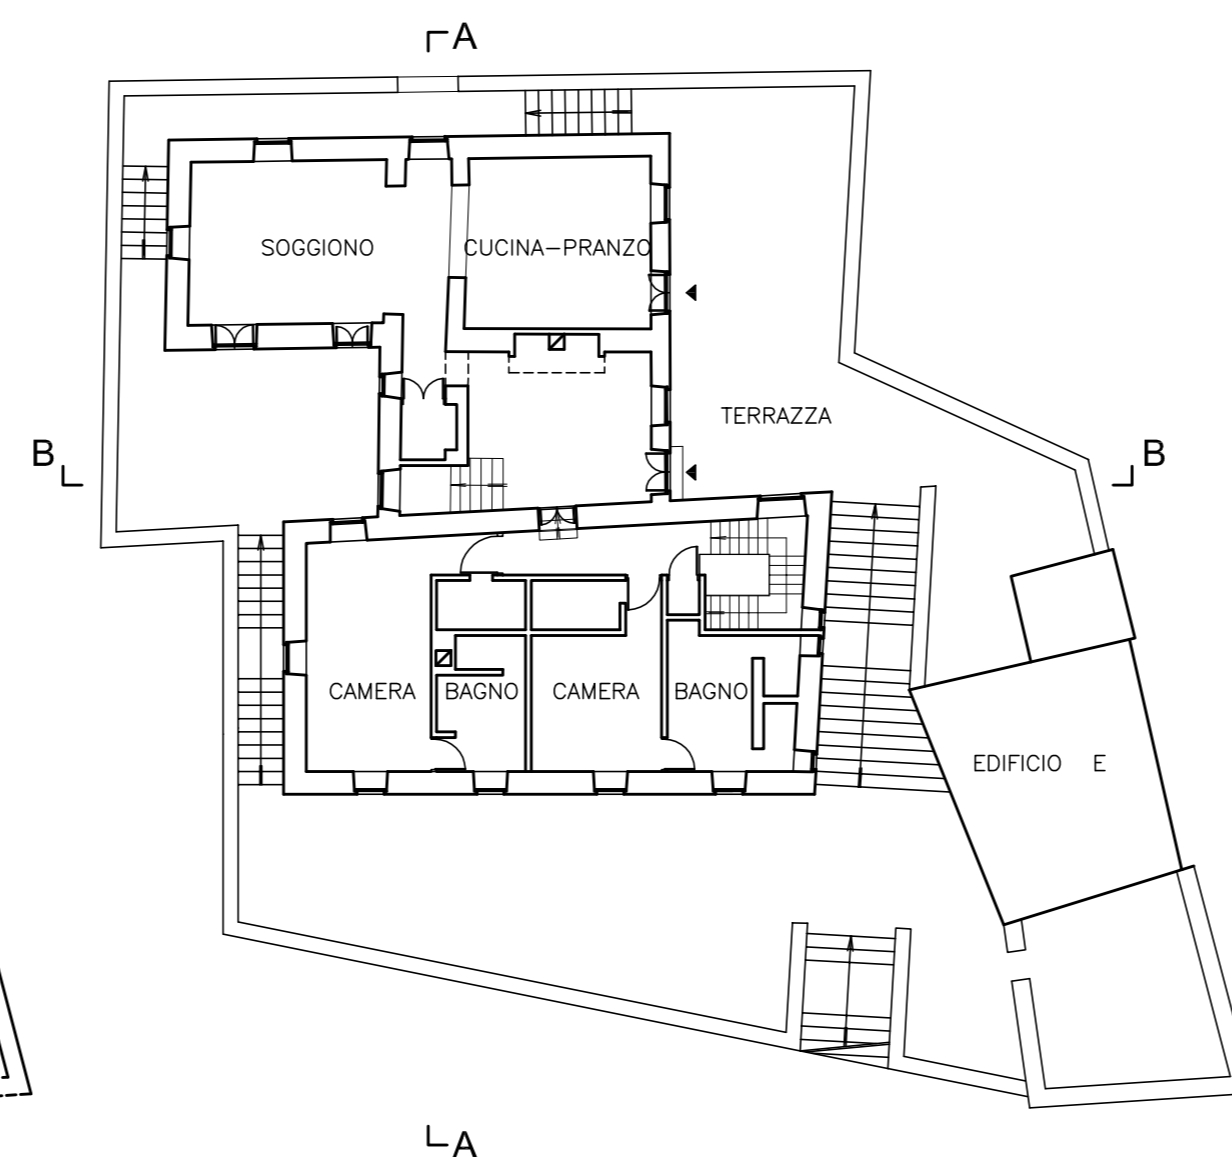 A
SOGGIONO CUCINA-PRANZO
TERRAZZA
B B
CAMERA BAGNO CAMERA BAGNO
EDIFICIO E
A